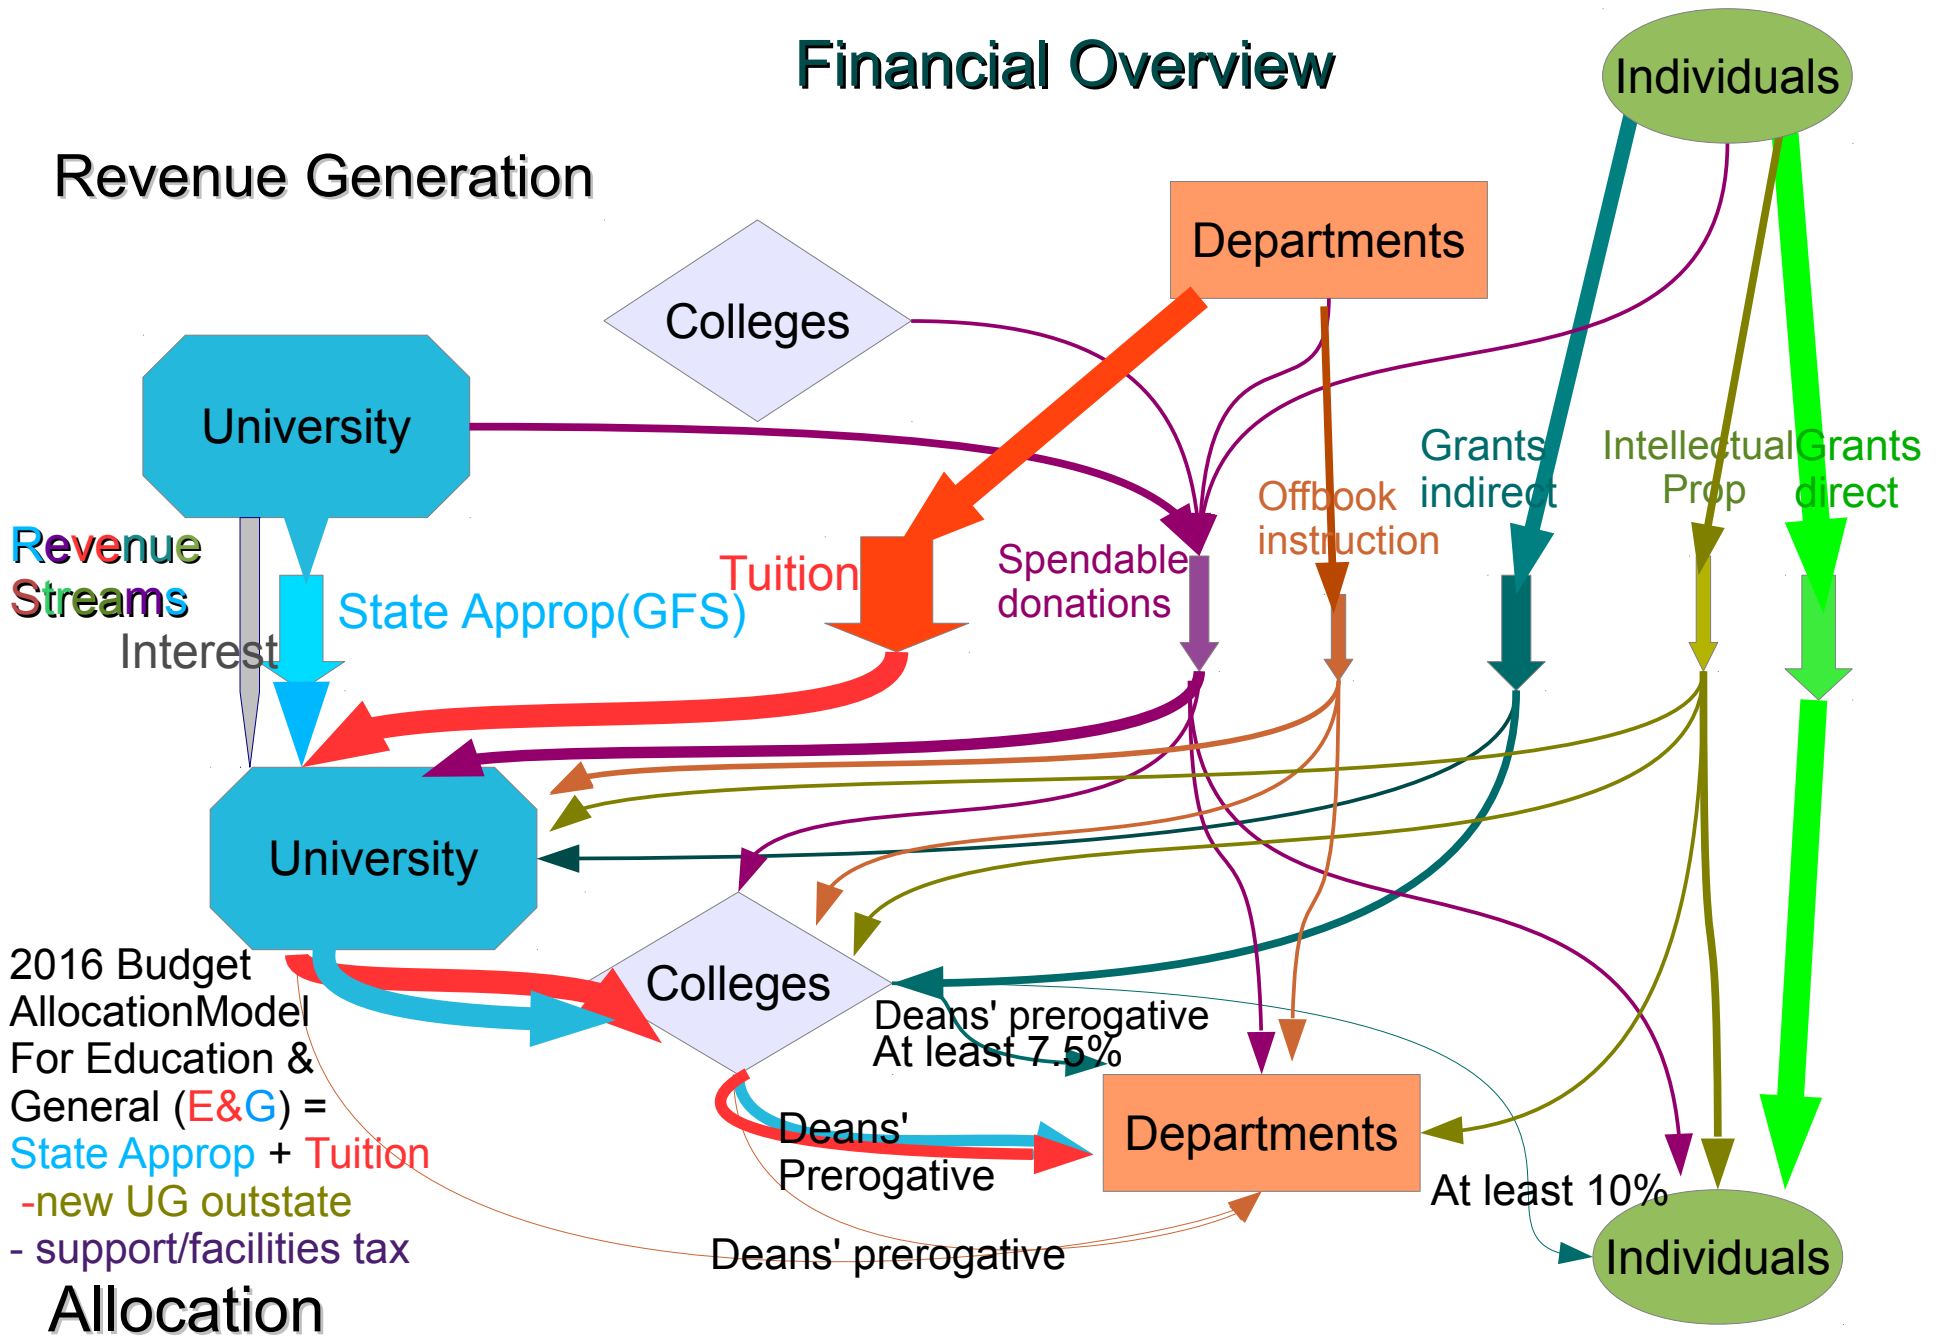 Financial Overview
Individuals
Revenue Generation
Departments
Colleges
University
Revenue
Streams
Interest
State Approp(GFS)
Tuition
Spendable
donations
Offbook
instruction
Grants
indirect
Intellectual
Prop
Grants
direct
University
Colleges
2016 Budget
AllocationModel
For Education &
General (E&G) =
State Approp + Tuition
-new UG outstate
- support/facilities tax
Deans' prerogative
At least 7.5%
Deans'
Prerogative
Departments
At least 10%
Deans' prerogative
Individuals
Allocation